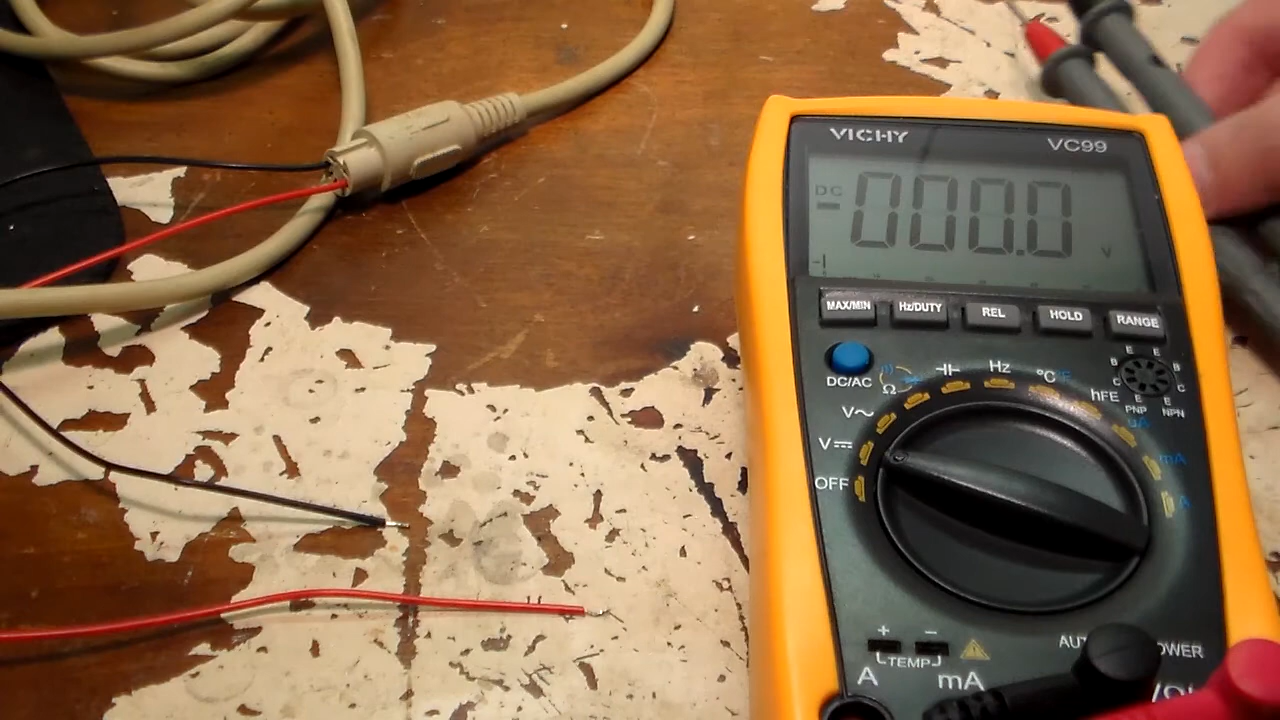 VICHY
VC99
DC
000.0
V
MAX/MIN
Hz/DUTY
REL
HOLD
RANGE
DC/AC
Ω
Hz
°C°F
hFE
E E
B B
C C
E E
PNP NPN
V~
V⎓
OFF
uA
mA
A
+ −
TEMP
A
mA